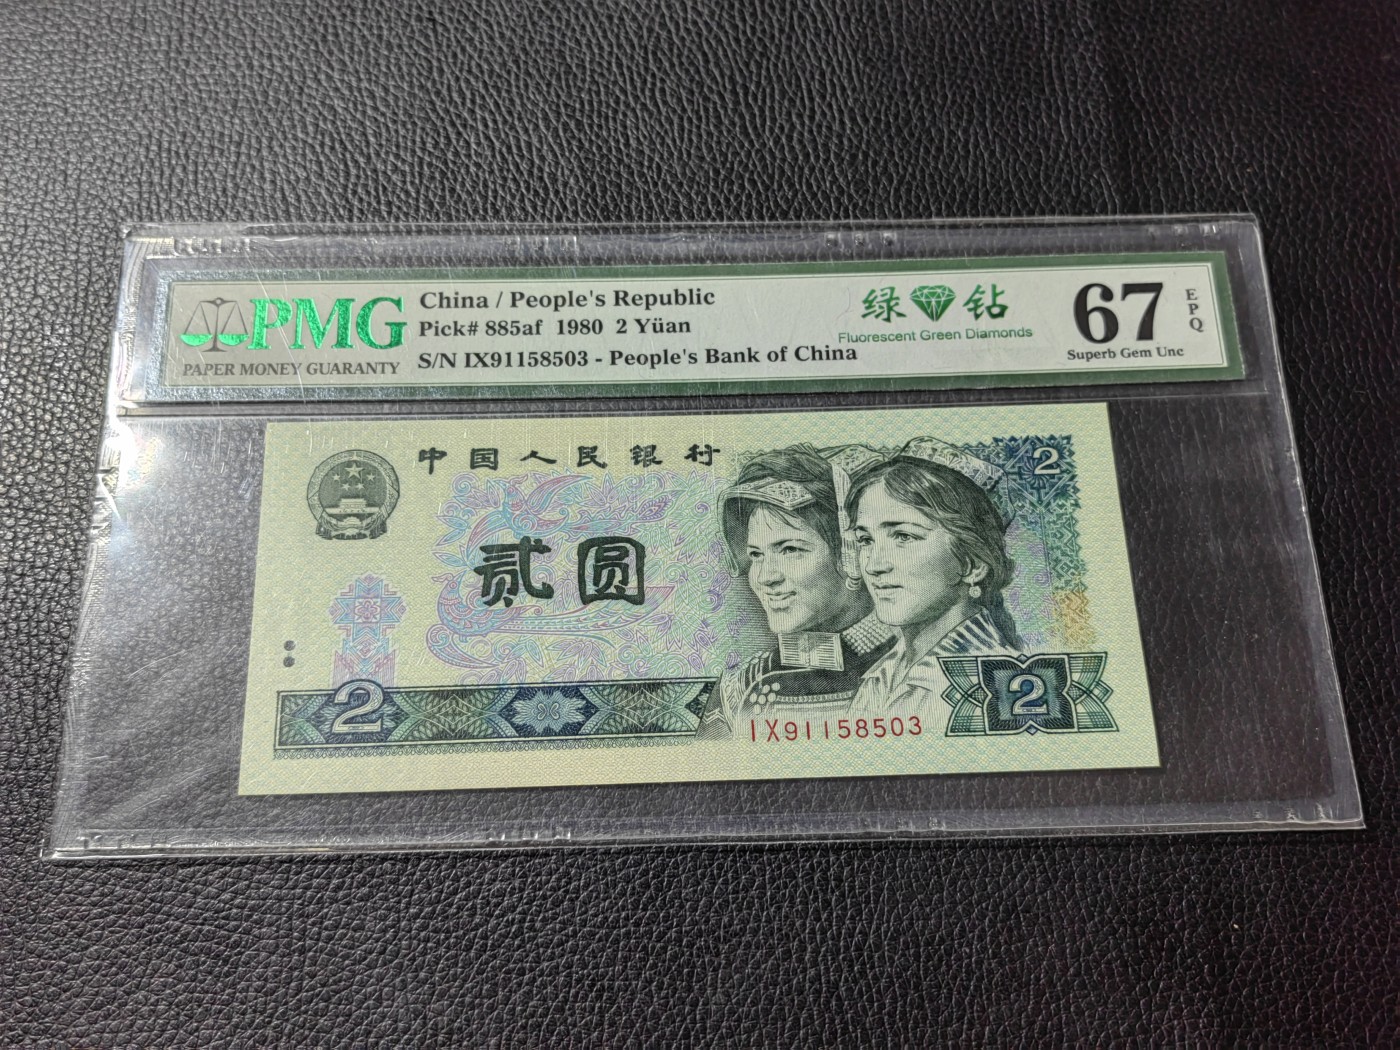 PMG
PAPER MONEY GUARANTY
China / People's Republic
Pick# 885af 1980 2 Yüan
S/N IX91158503 - People's Bank of China
绿 钻
Fluorescent Green Diamonds
67
EPQ
Superb Gem Unc
中国人民银行
2
贰圆
2
2
IX91158503